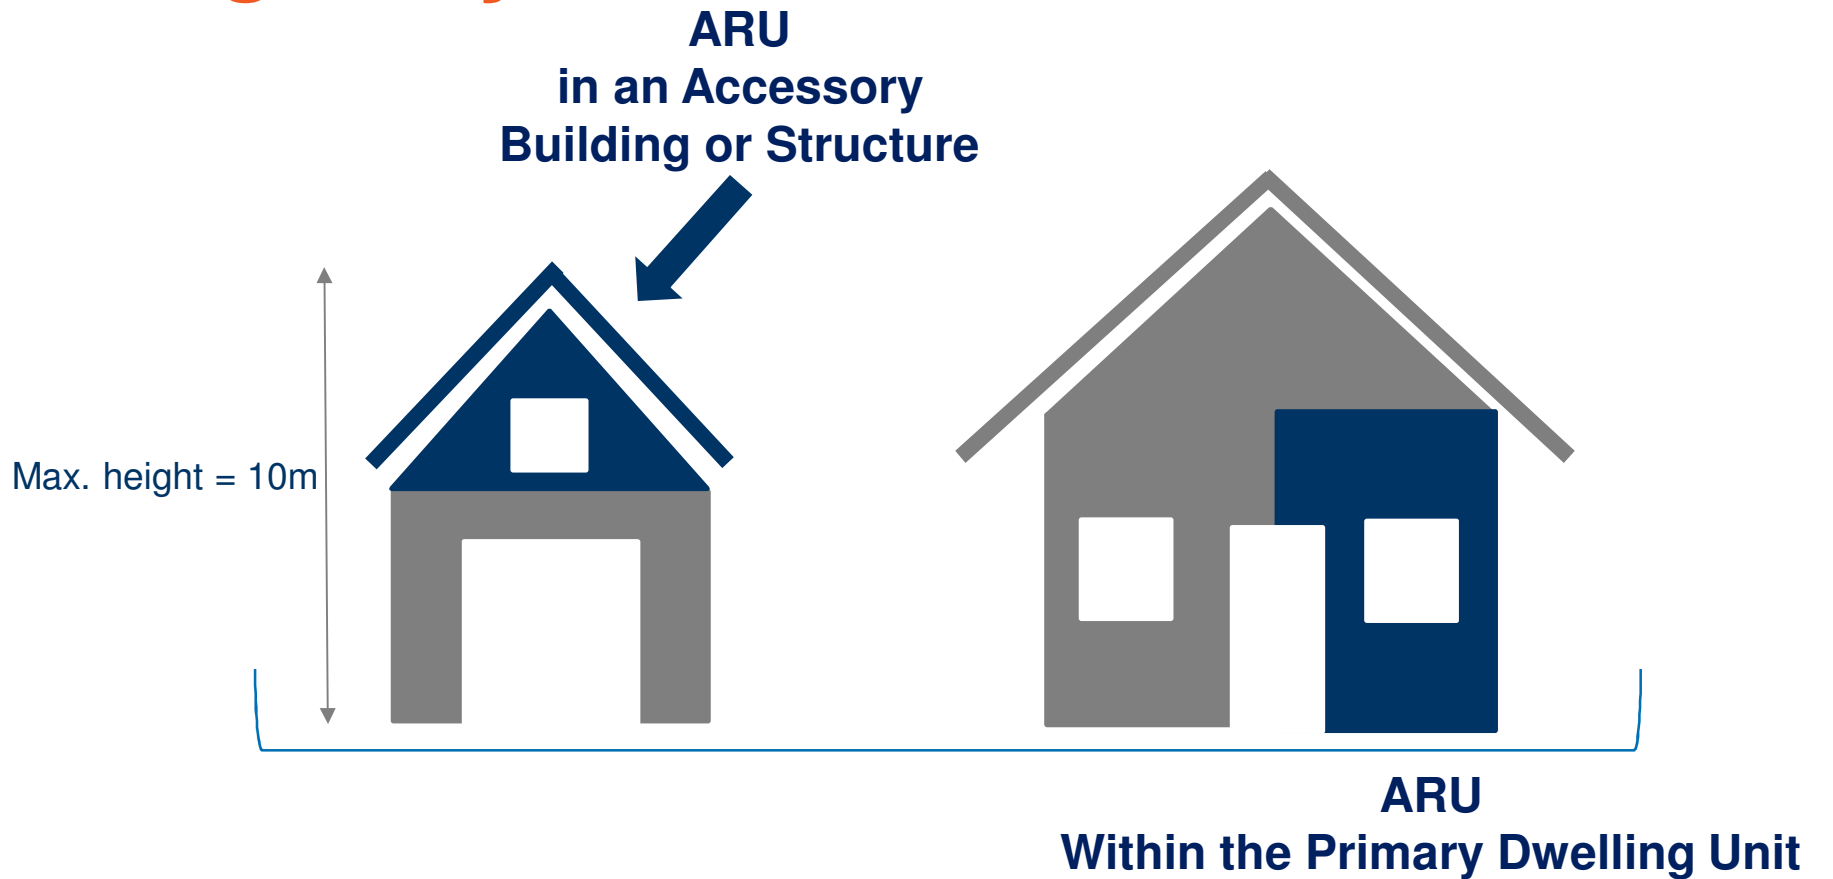 ARU
in an Accessory
Building or Structure
Max. height = 10m
ARU
Within the Primary Dwelling Unit